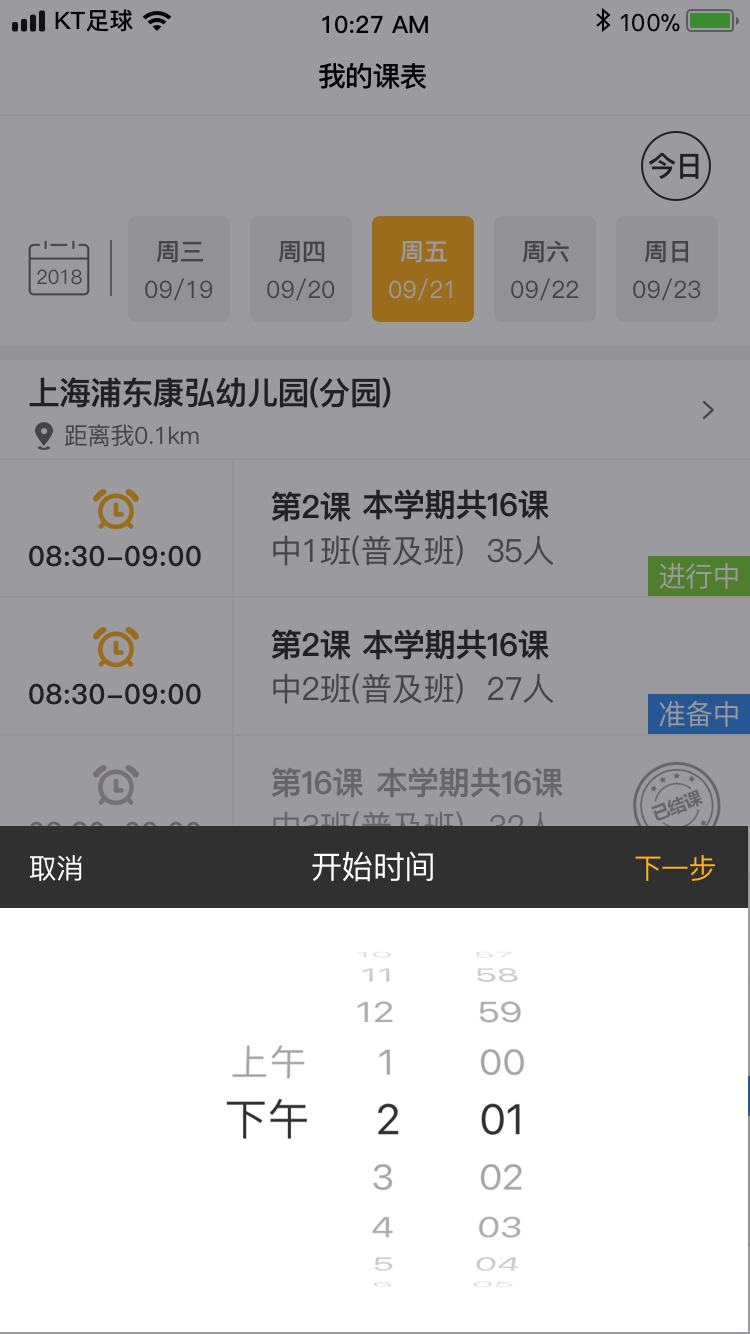 KT足球 10:27 AM 100%
我的课表
今日
2018
周三 周四 周五 周六 周日
09/19 09/20 09/21 09/22 09/23
上海浦东康弘幼儿园(分园)
距离我0.1km
第2课 本学期共16课
08:30–09:00 中1班(普及班) 35人
进行中
第2课 本学期共16课
08:30–09:00 中2班(普及班) 27人
准备中
第16课 本学期共16课
已结课
取消 开始时间 下一步
10 57
11 58
12 59
上午 1 00
下午 2 01
3 02
4 03
5 04
6 05